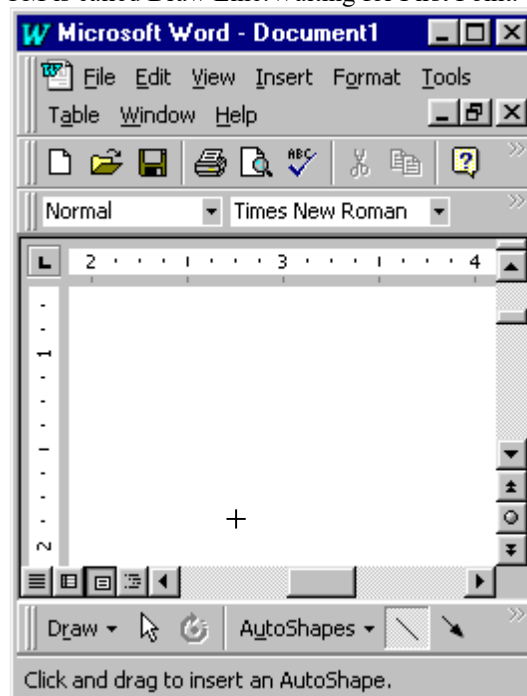 Microsoft Word - Document1
File Edit View Insert Format Tools
Table Window Help
ABC
Normal Times New Roman
L 2 3 4
1
2
Draw AutoShapes
Click and drag to insert an AutoShape.